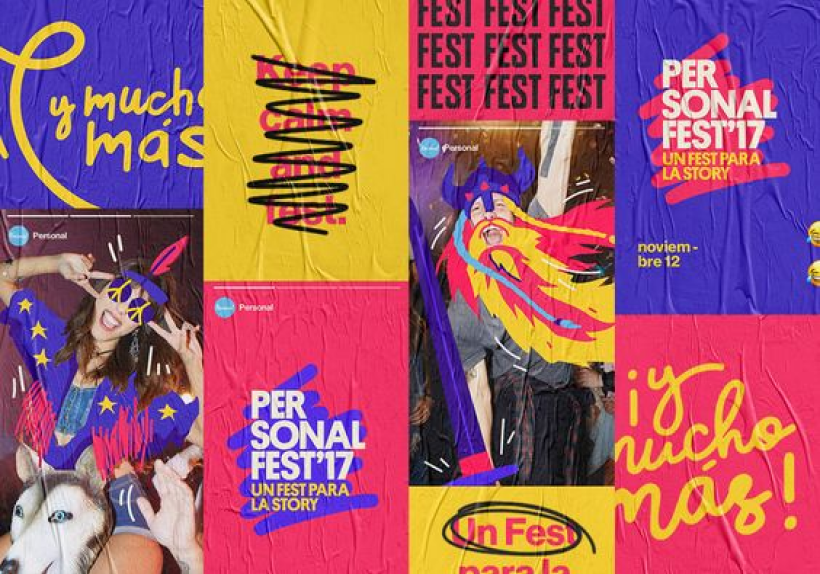 y mucho
más
Personal
Keep
calm
and
fest.
Personal
PER
SONAL
FEST'17
UN FEST PARA
LA STORY
FEST FEST FEST
FEST FEST FEST
FEST FEST FEST
Personal
Un Fest
para la
PER
SONAL
FEST'17
UN FEST PARA
LA STORY
noviem -
bre 12
¡y
mucho
más!